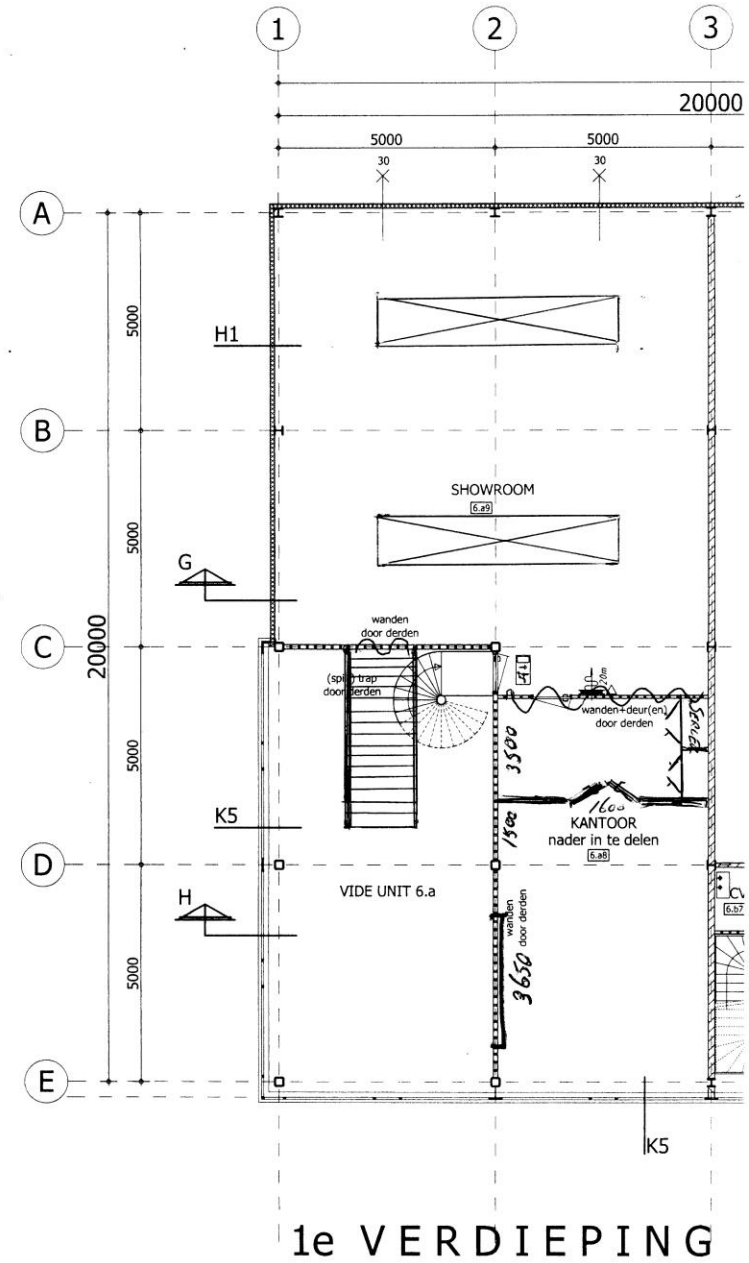 1 2 3
20000
5000 5000
30 30
A
5000
H1
B
SHOWROOM
6.a9
5000
G
wanden
door derden
C
20000
trap
door derden
20m
wanden+deur(en)
door derden
SERVER
3500
5000
K5
1600
KANTOOR
nader in te delen
6.a8
1500
D
VIDE UNIT 6.a
H
wanden
door derden
3650
6.b7
5000
E
K5
1e VERDIEPING